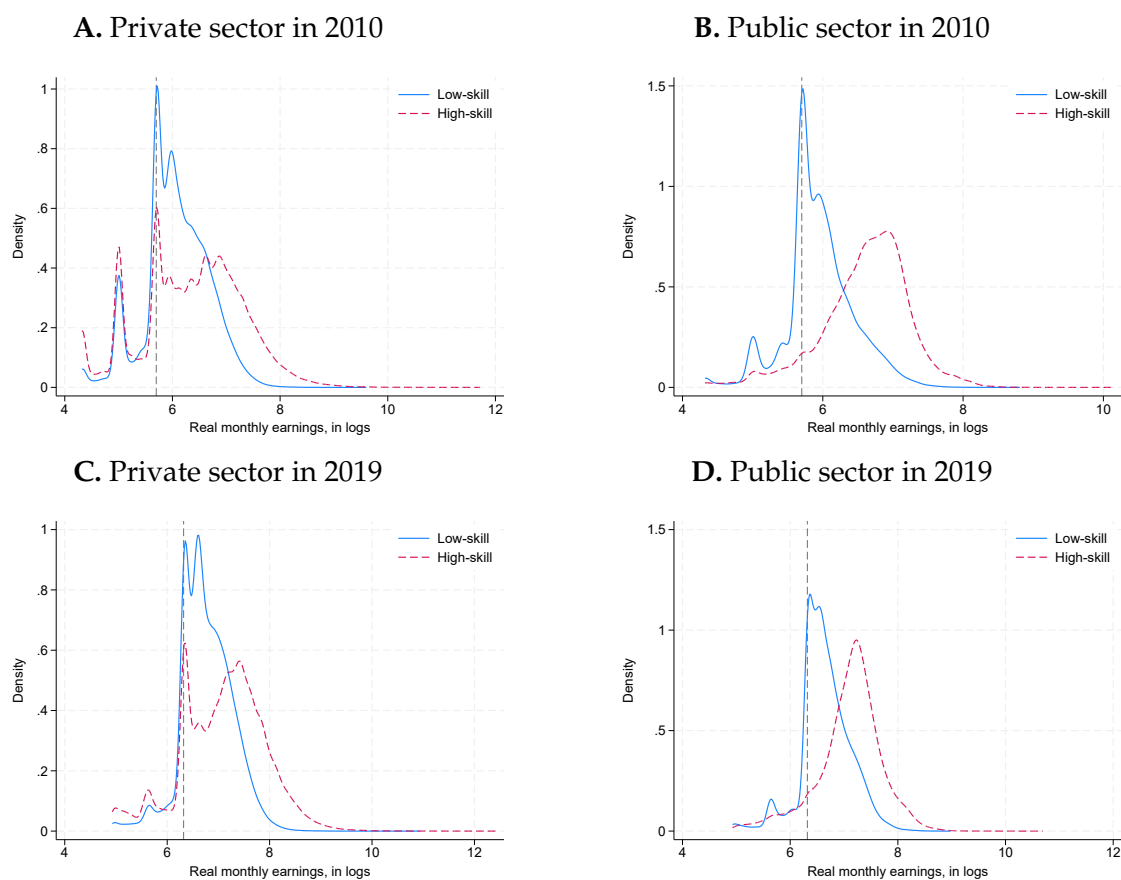 A. Private sector in 2010
1
.8
.6
.4
.2
0
Density
4 6 8 10 12
Real monthly earnings, in logs
Low-skill
High-skill
B. Public sector in 2010
1.5
1
.5
0
Density
4 6 8 10
Real monthly earnings, in logs
Low-skill
High-skill
C. Private sector in 2019
1
.8
.6
.4
.2
0
Density
4 6 8 10 12
Real monthly earnings, in logs
Low-skill
High-skill
D. Public sector in 2019
1.5
1
.5
0
Density
4 6 8 10 12
Real monthly earnings, in logs
Low-skill
High-skill